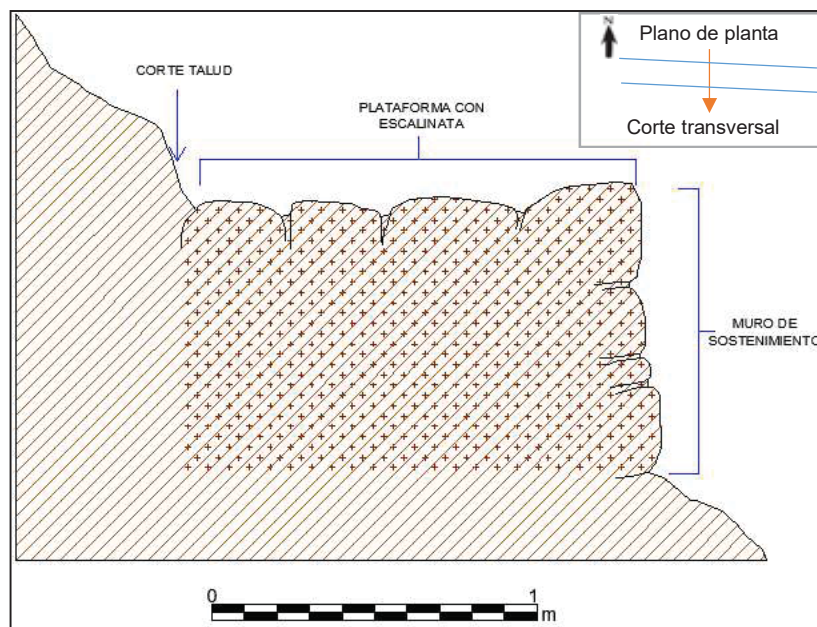 N
Plano de planta
Corte transversal
CORTE TALUD
PLATAFORMA CON
ESCALINATA
MURO DE
SOSTENIMIENTO
0 1
m